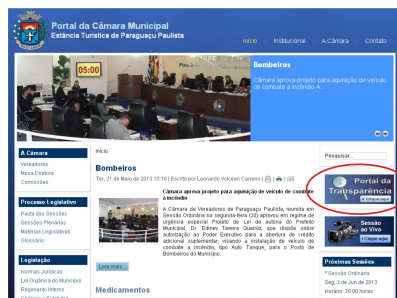 Portal da Câmara Municipal
Estância Turística de Paraguaçu Paulista
Início
Institucional
A Câmara
Contato
05:00
Bombeiros
Câmara aprova projeto para aquisição de veículo
de combate a incêndio A...
A Câmara
Vereadores
Mesa Diretora
Comissões
Processo Legislativo
Pauta das Sessões
Sessões Plenárias
Matérias Legislativas
Glossário
Legislação
Normas Jurídicas
Lei Orgânica do Município
Regimento Interno
Início
Bombeiros
Ter, 21 de Maio de 2013 10:18 | Escrito por Leonardo Volcean Carreiro |
Câmara aprova projeto para aquisição de veículo de combate
a incêndio
A Câmara de Vereadores de Paraguaçu Paulista, reunida em
Sessão Ordinária na segunda-feira (20) aprovou em regime de
urgência especial Projeto de Lei de autoria do Prefeito
Municipal, Dr. Ediney Taveira Queiróz, que dispõe sobre
autorização ao Poder Executivo para a abertura de crédito
adicional suplementar, visando a instalação de veículo de
combate a incêndio, tipo Auto Tanque, para o Posto de
Bombeiros do Município.
Leia mais...
Medicamentos
Pesquisar...
Portal da
Transparência
Clique aqui
Sessão
ao Vivo
Clique aqui
Próximas Sessões
* Sessão Ordinária
Seg, 3 de Jun de 2013
Horário: 20:00 horas